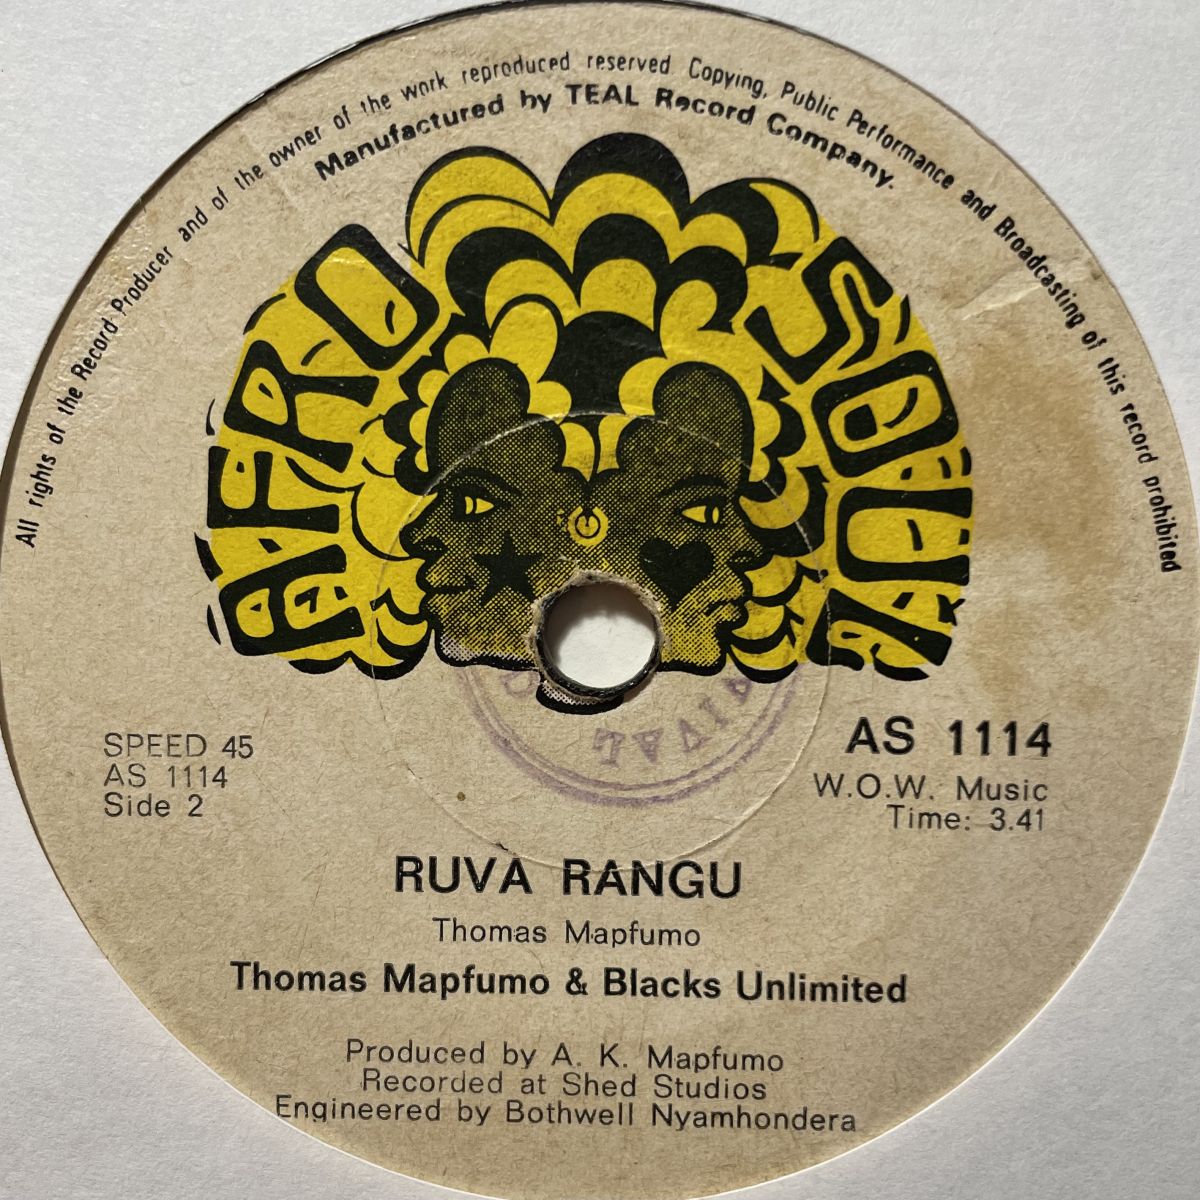 All rights of the Record Producer and of the owner of the work reproduced reserved Copying, Public Performance and Broadcasting of this record prohibited
Manufactured by TEAL Record Company.
AFRO SOUL
SPEED 45
AS 1114
Side 2
AS 1114
W.O.W. Music
Time: 3.41
RUVA RANGU
Thomas Mapfumo
Thomas Mapfumo & Blacks Unlimited
Produced by A. K. Mapfumo
Recorded at Shed Studios
Engineered by Bothwell Nyamhondera